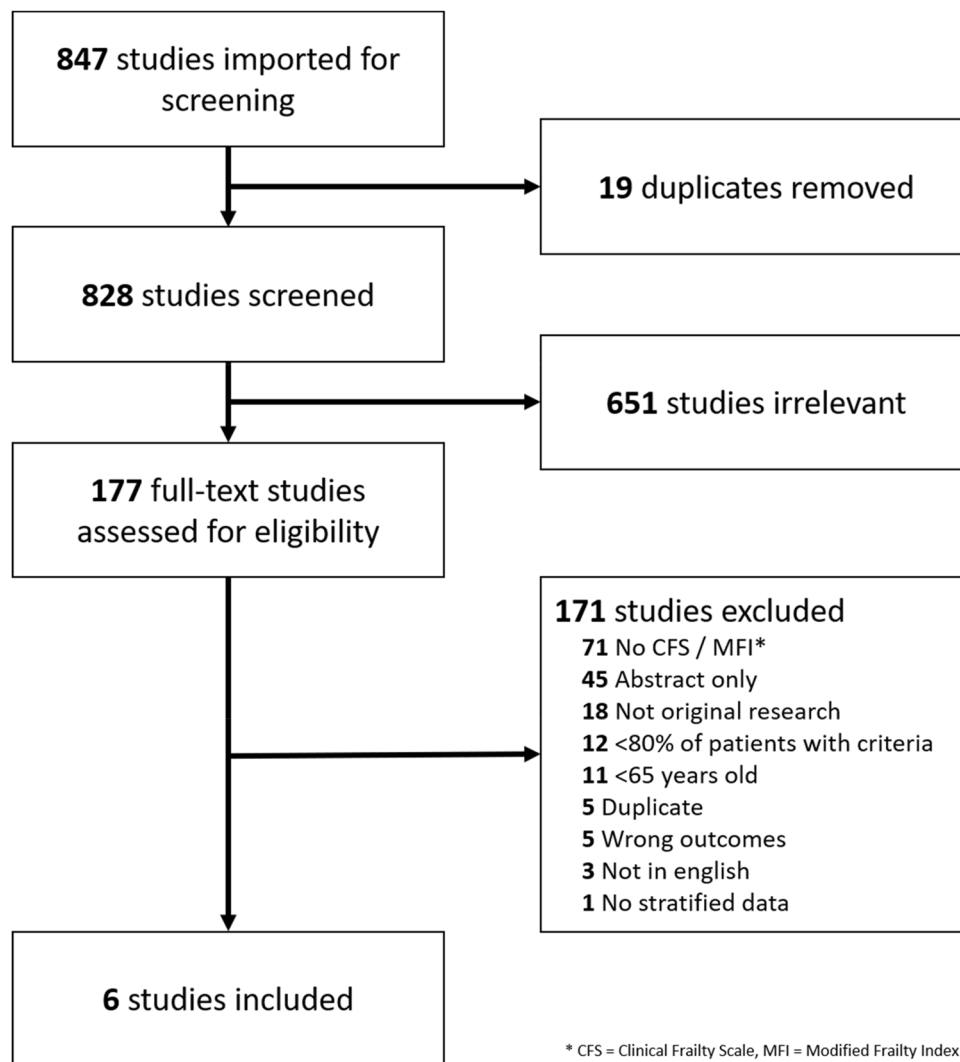 847 studies imported for
screening
19 duplicates removed
828 studies screened
651 studies irrelevant
177 full-text studies
assessed for eligibility
171 studies excluded
71 No CFS / MFI*
45 Abstract only
18 Not original research
12 <80% of patients with criteria
11 <65 years old
5 Duplicate
5 Wrong outcomes
3 Not in english
1 No stratified data
6 studies included
* CFS = Clinical Frailty Scale, MFI = Modified Frailty Index